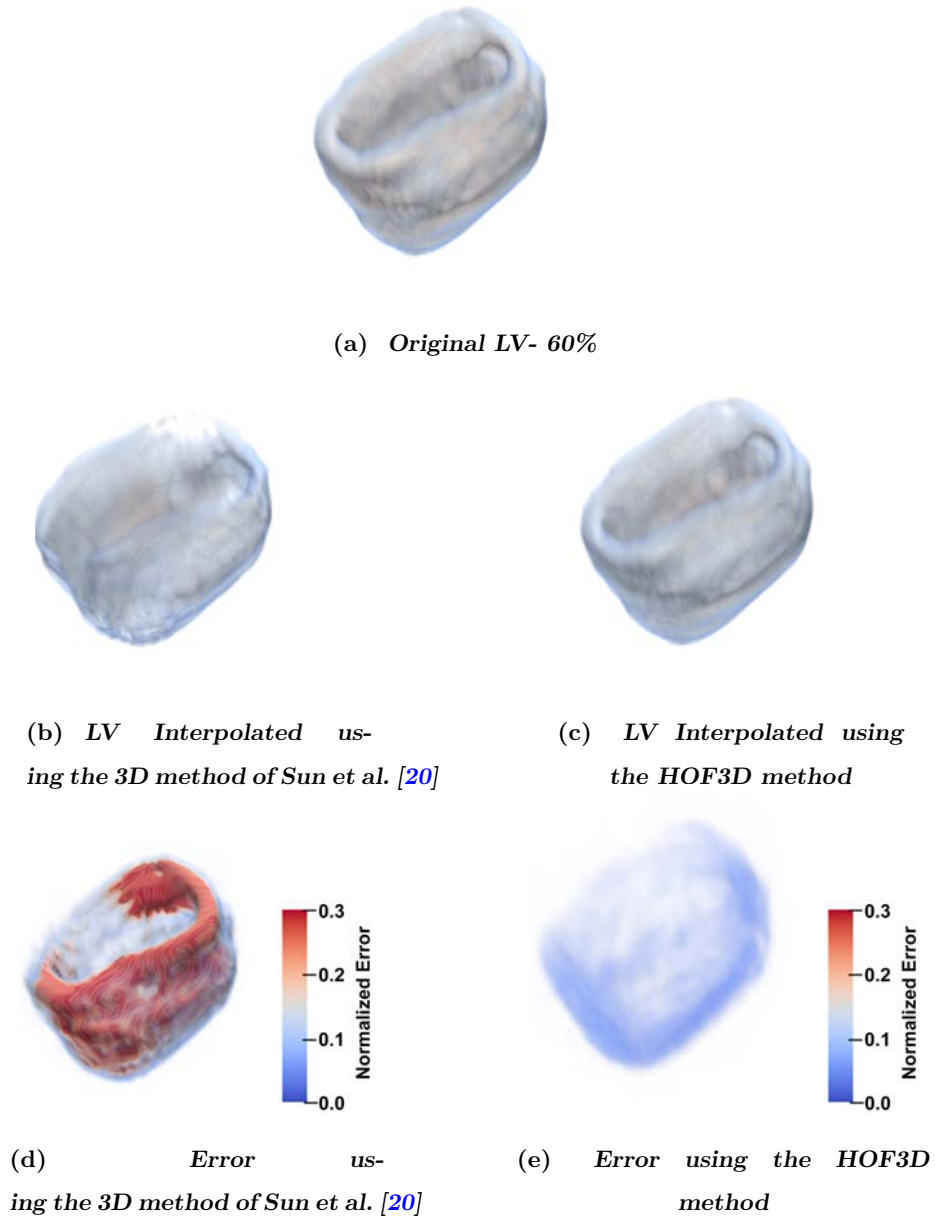 (a) Original LV- 60%
(b) LV Interpolated us-
ing the 3D method of Sun et al. [20]
(c) LV Interpolated using
the HOF3D method
0.3
0.2
0.1
0.0
Normalized Error
0.3
0.2
0.1
0.0
Normalized Error
(d) Error us-
ing the 3D method of Sun et al. [20]
(e) Error using the HOF3D
method